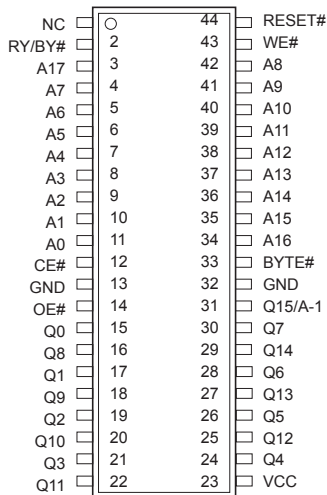 NC 44 RESET#
RY/BY# 2 43 WE#
A17 3 42 A8
A7 4 41 A9
A6 5 40 A10
A5 6 39 A11
A4 7 38 A12
A3 8 37 A13
A2 9 36 A14
A1 10 35 A15
A0 11 34 A16
CE# 12 33 BYTE#
GND 13 32 GND
OE# 14 31 Q15/A-1
Q0 15 30 Q7
Q8 16 29 Q14
Q1 17 28 Q6
Q9 18 27 Q13
Q2 19 26 Q5
Q10 20 25 Q12
Q3 21 24 Q4
Q11 22 23 VCC